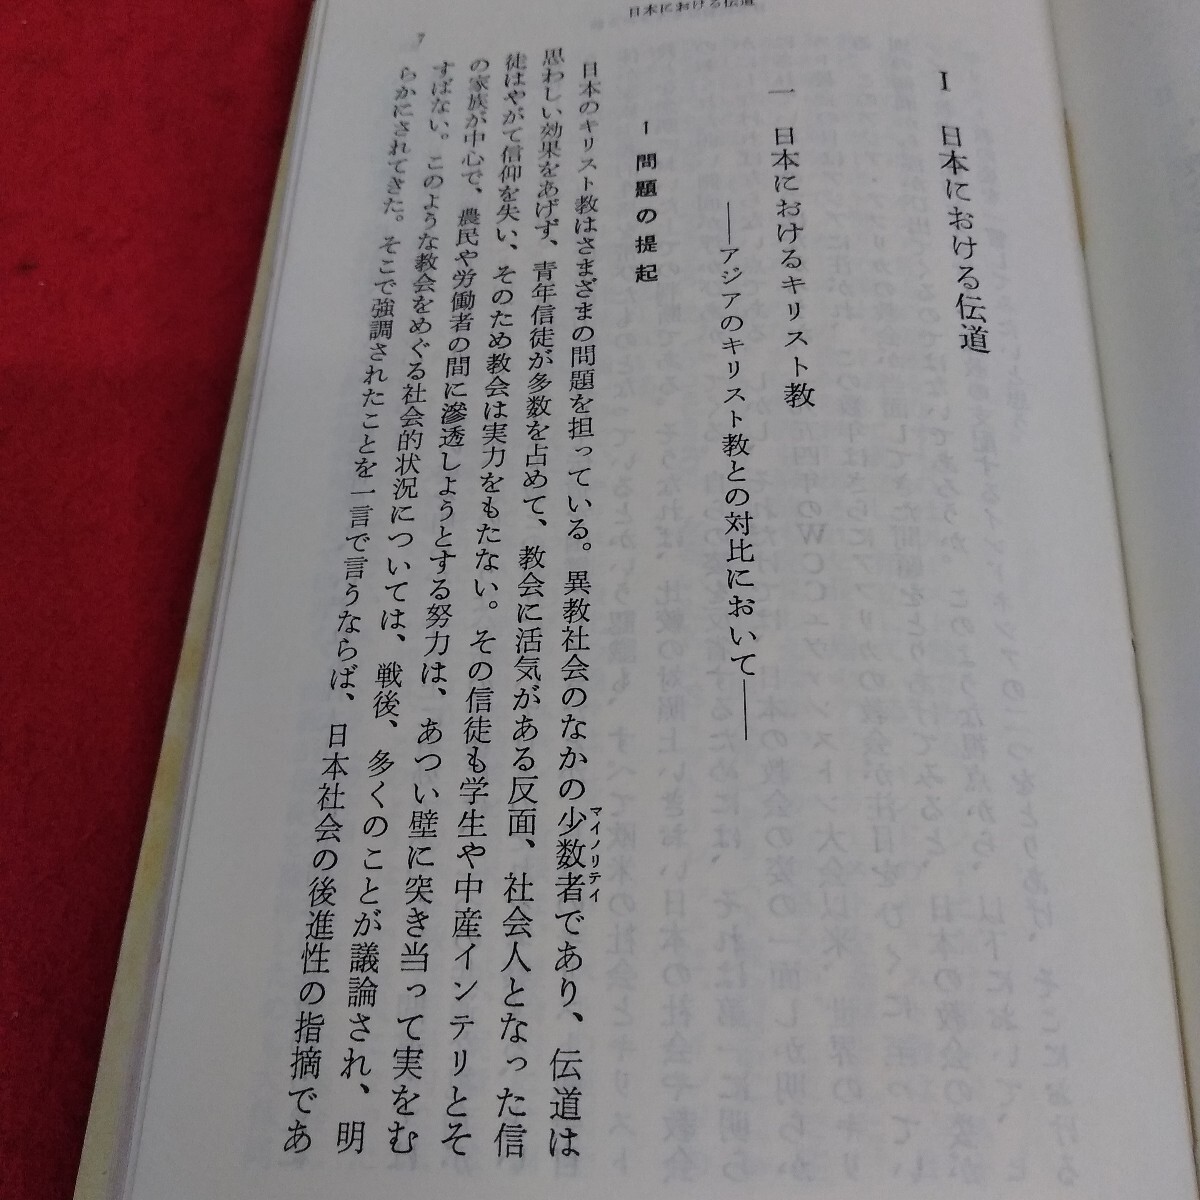 日本における伝道
7
I 日本における伝道
一 日本におけるキリスト教
――アジアのキリスト教との対比において――
1 問題の提起
日本のキリスト教はさまざまの問題を担っている。異教社会のなかの少数者マイノリティであり、伝道は
思わしい効果をあげず、青年信徒が多数を占めて、教会に活気がある反面、社会人となった信
徒はやがて信仰を失い、そのため教会は実力をもたない。その信徒も学生や中産インテリとそ
の家族が中心で、農民や労働者の間に滲透しようとする努力は、あつい壁に突き当って実をむ
すばない。このような教会をめぐる社会的状況については、戦後、多くのことが議論され、明
らかにされてきた。そこで強調されたことを一言で言うならば、日本社会の後進性の指摘であ